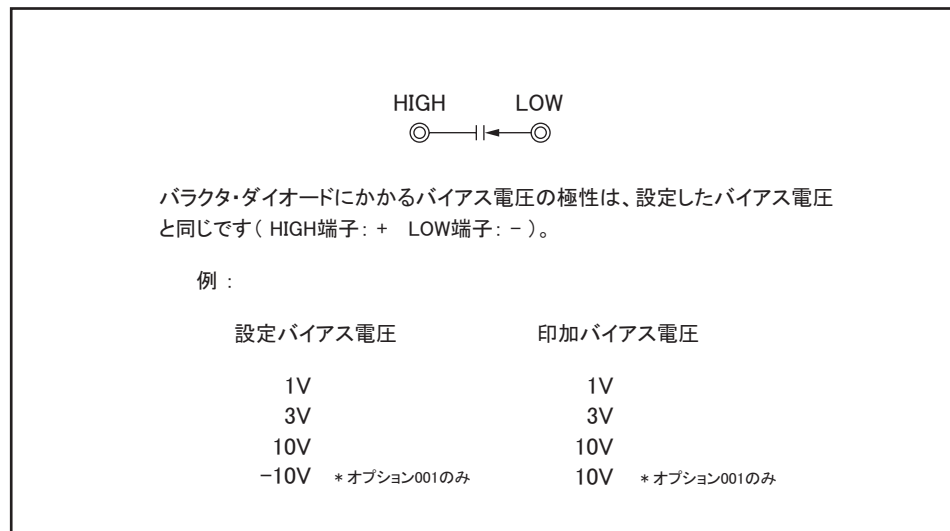 HIGH LOW
バラクタ・ダイオードにかかるバイアス電圧の極性は、設定したバイアス電圧
と同じです( HIGH端子: + LOW端子: - )。
例 :
設定バイアス電圧 印加バイアス電圧
1V 1V
3V 3V
10V 10V
-10V *オプション001のみ 10V *オプション001のみ